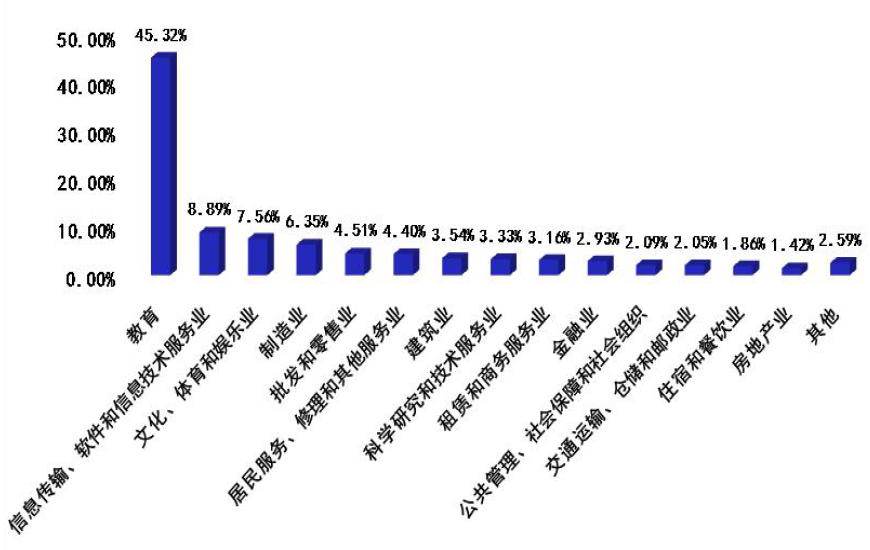 50.00%
40.00%
30.00%
20.00%
10.00%
0.00%
45.32%
8.89%
7.56%
6.35%
4.51%
4.40%
3.54%
3.33%
3.16%
2.93%
2.09%
2.05%
1.86%
1.42%
2.59%
教育
信息传输、软件和信息技术服务业
文化、体育和娱乐业
制造业
批发和零售业
居民服务、修理和其他服务业
建筑业
科学研究和技术服务业
租赁和商务服务业
金融业
公共管理、社会保障和社会组织
交通运输、仓储和邮政业
住宿和餐饮业
房地产业
其他